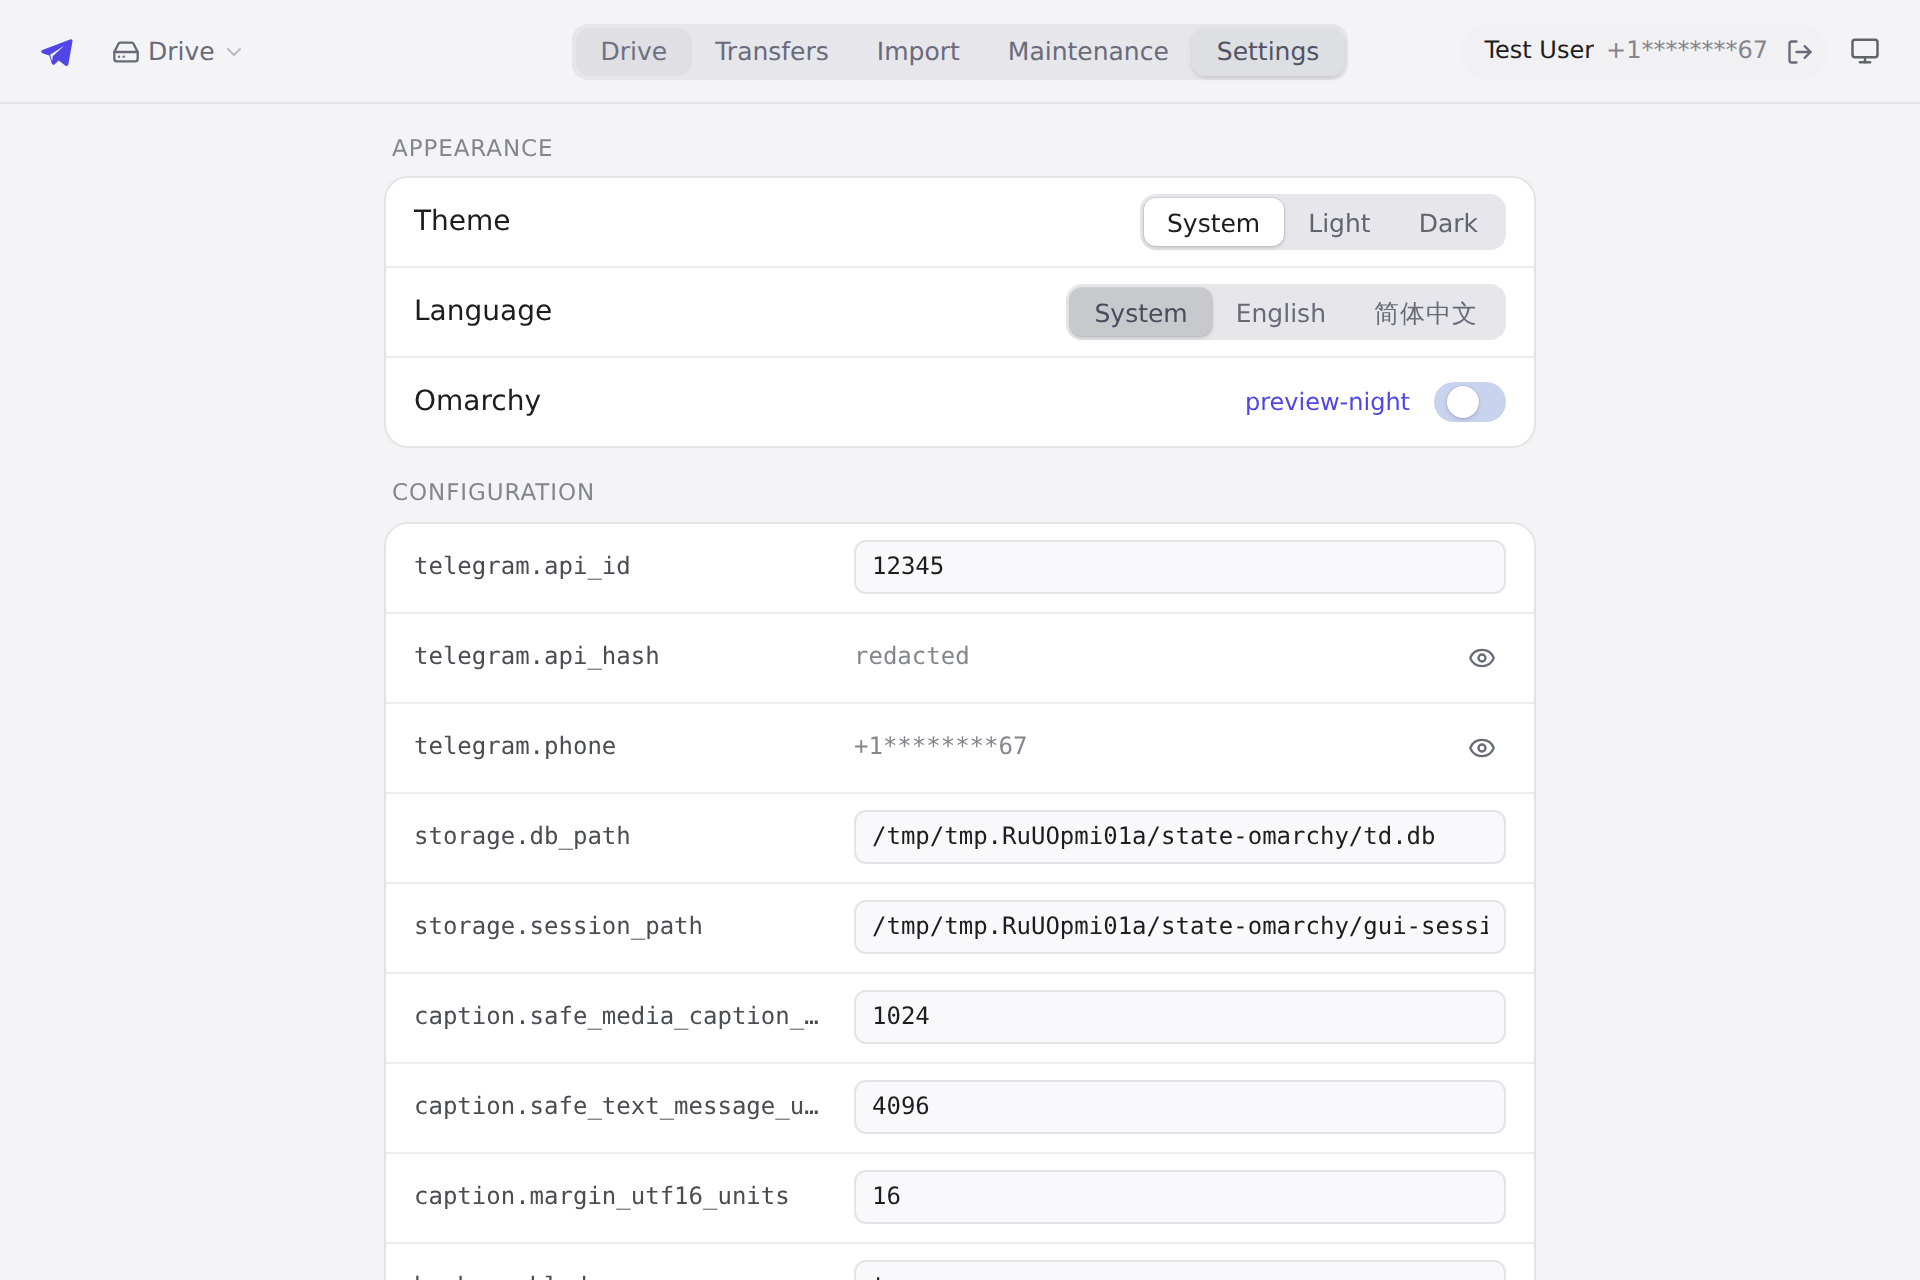 Drive
Drive Transfers Import Maintenance Settings
Test User +1********67
APPEARANCE
Theme System Light Dark
Language System English 简体中文
Omarchy preview-night
CONFIGURATION
telegram.api_id 12345
telegram.api_hash redacted
telegram.phone +1********67
storage.db_path /tmp/tmp.RuUOpmi01a/state-omarchy/td.db
storage.session_path /tmp/tmp.RuUOpmi01a/state-omarchy/gui-sessi
caption.safe_media_caption_… 1024
caption.safe_text_message_u… 4096
caption.margin_utf16_units 16